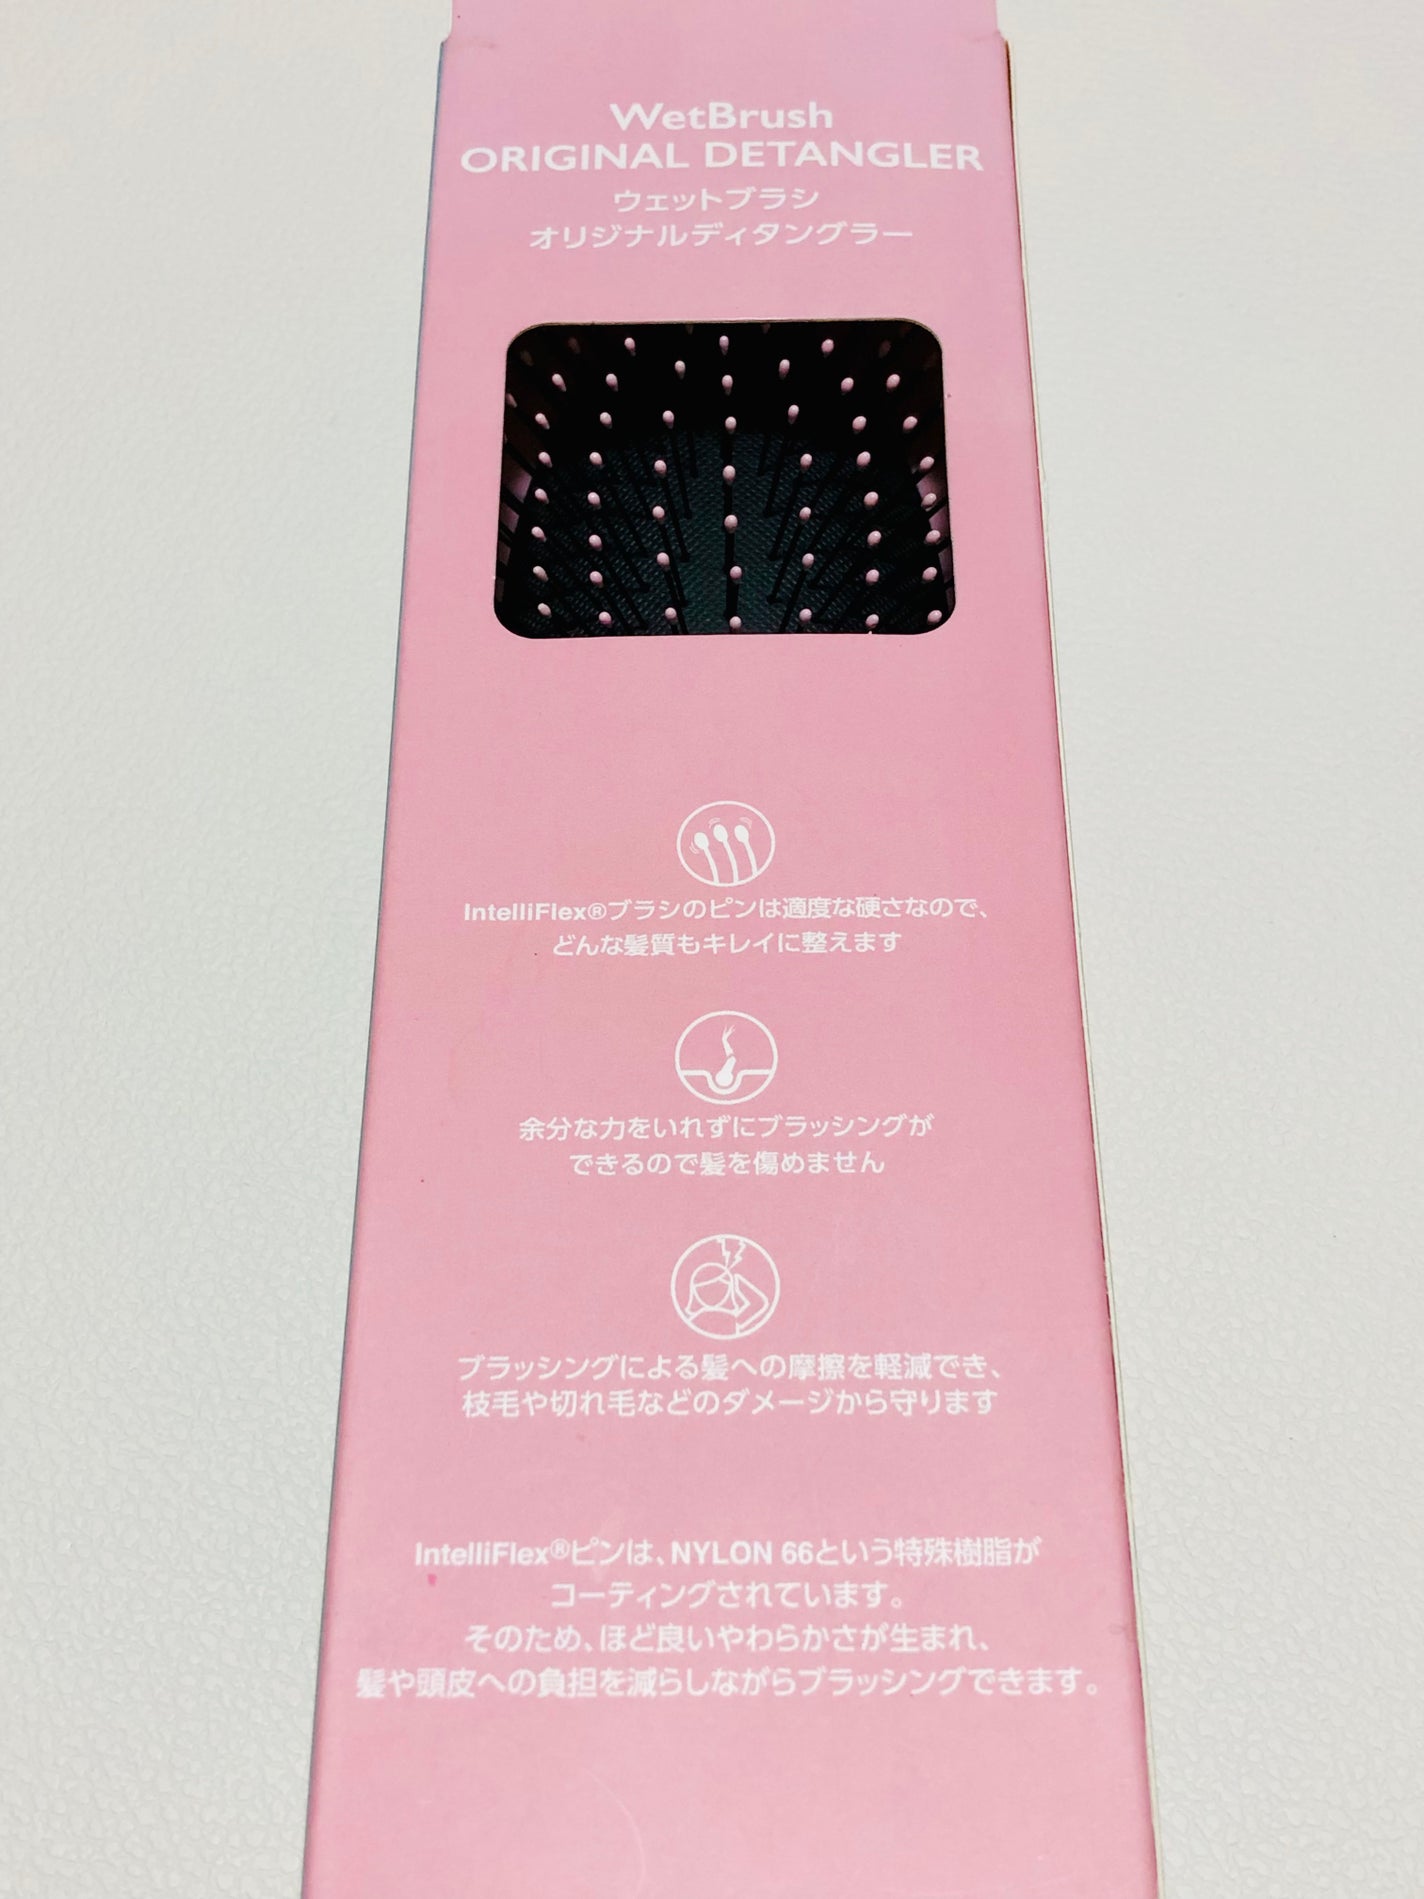 WetBrush
ORIGINAL DETANGLER
ウェットブラシ
オリジナルディタングラー
IntelliFlex®ブラシのピンは適度な硬さなので、
どんな髪質もキレイに整えます
余分な力をいれずにブラッシングが
できるので髪を傷めません
ブラッシングによる髪への摩擦を軽減でき、
枝毛や切れ毛などのダメージから守ります
IntelliFlex®ピンは、NYLON 66という特殊樹脂が
コーティングされています。
そのため、ほど良いやわらかさが生まれ、
髪や頭皮への負担を減らしながらブラッシングできます。